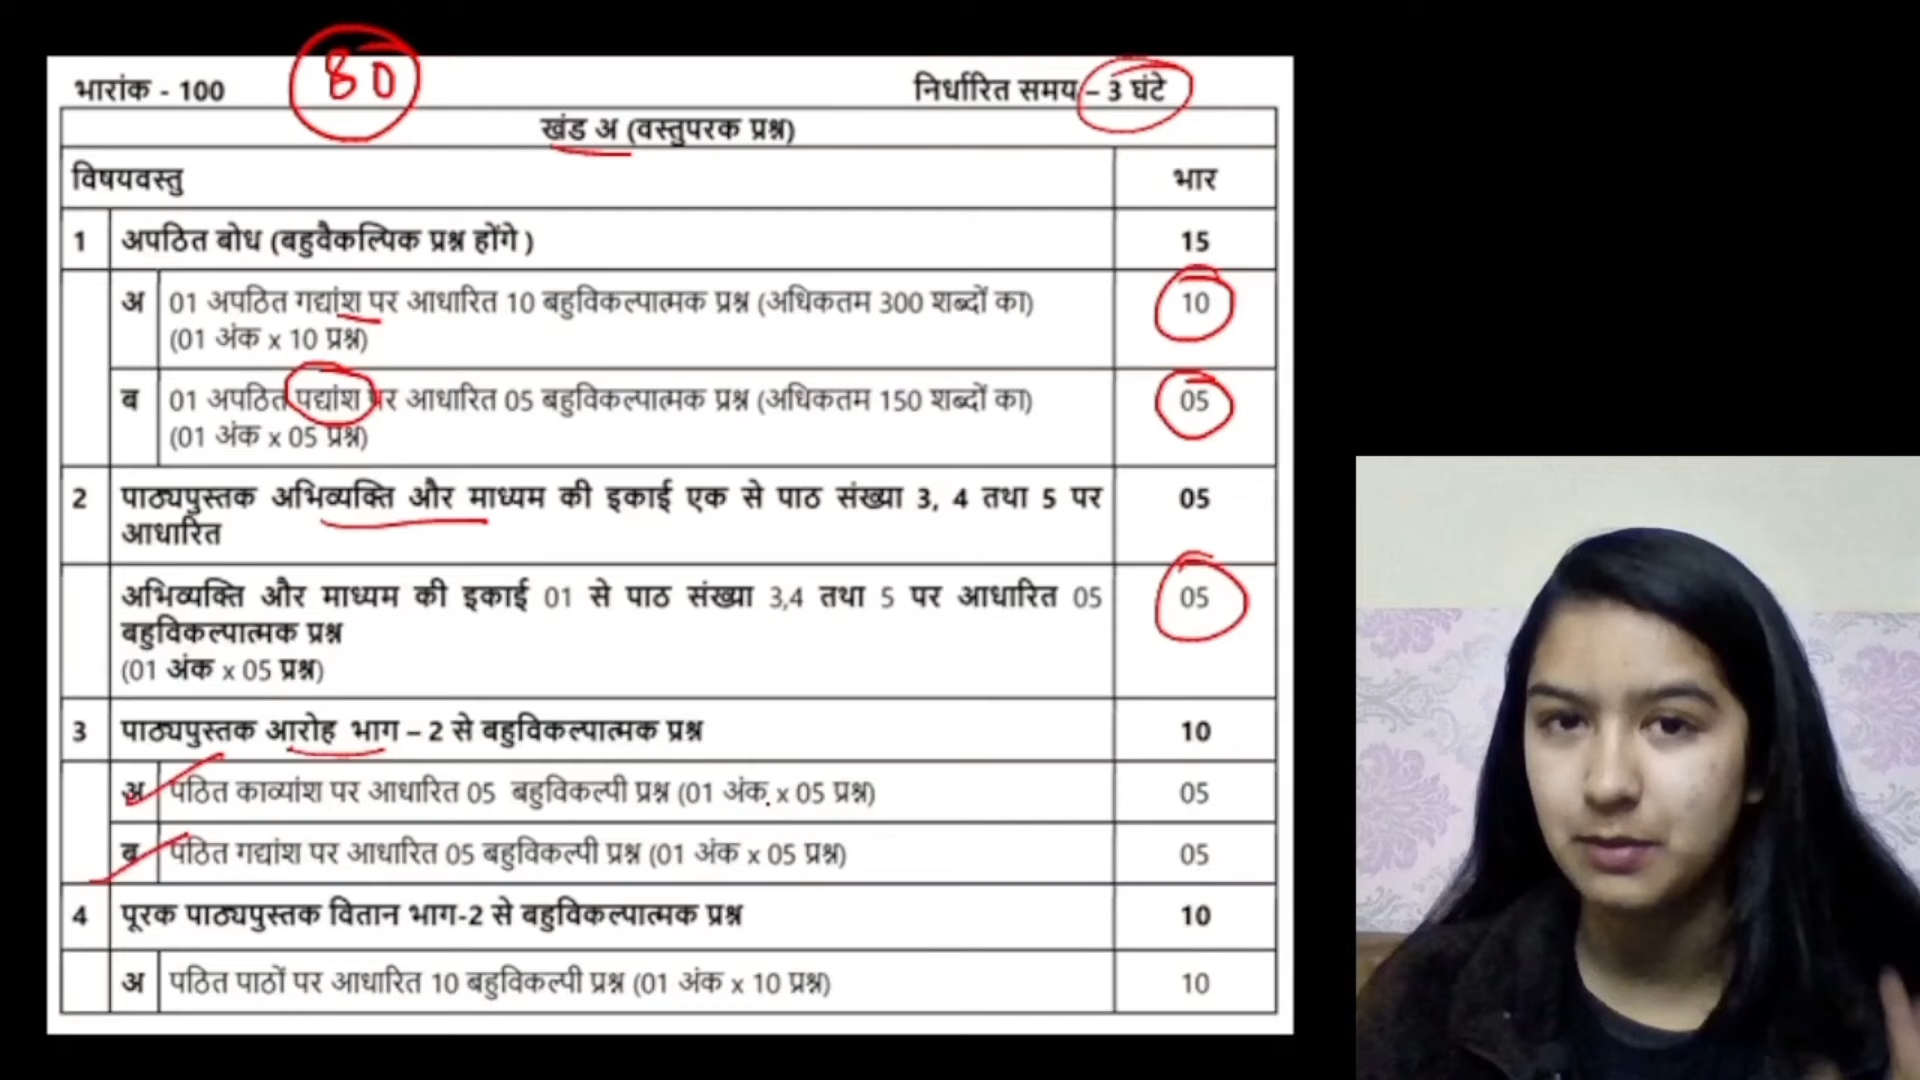 भारांक - 100
80
निर्धारित समय – 3 घंटे
खंड अ (वस्तुपरक प्रश्न)
विषयवस्तु
भार
1 अपठित बोध (बहुवैकल्पिक प्रश्न होंगे ) 15
अ 01 अपठित गद्यांश पर आधारित 10 बहुविकल्पात्मक प्रश्न (अधिकतम 300 शब्दों का) 10
(01 अंक x 10 प्रश्न)
ब 01 अपठित पद्यांश पर आधारित 05 बहुविकल्पात्मक प्रश्न (अधिकतम 150 शब्दों का) 05
(01 अंक x 05 प्रश्न)
2 पाठ्यपुस्तक अभिव्यक्ति और माध्यम की इकाई एक से पाठ संख्या 3, 4 तथा 5 पर 05
आधारित
अभिव्यक्ति और माध्यम की इकाई 01 से पाठ संख्या 3,4 तथा 5 पर आधारित 05 05
बहुविकल्पात्मक प्रश्न
(01 अंक x 05 प्रश्न)
3 पाठ्यपुस्तक आरोह भाग – 2 से बहुविकल्पात्मक प्रश्न 10
अ पठित काव्यांश पर आधारित 05 बहुविकल्पी प्रश्न (01 अंक x 05 प्रश्न) 05
ब पठित गद्यांश पर आधारित 05 बहुविकल्पी प्रश्न (01 अंक x 05 प्रश्न) 05
4 पूरक पाठ्यपुस्तक वितान भाग-2 से बहुविकल्पात्मक प्रश्न 10
अ पठित पाठों पर आधारित 10 बहुविकल्पी प्रश्न (01 अंक x 10 प्रश्न) 10